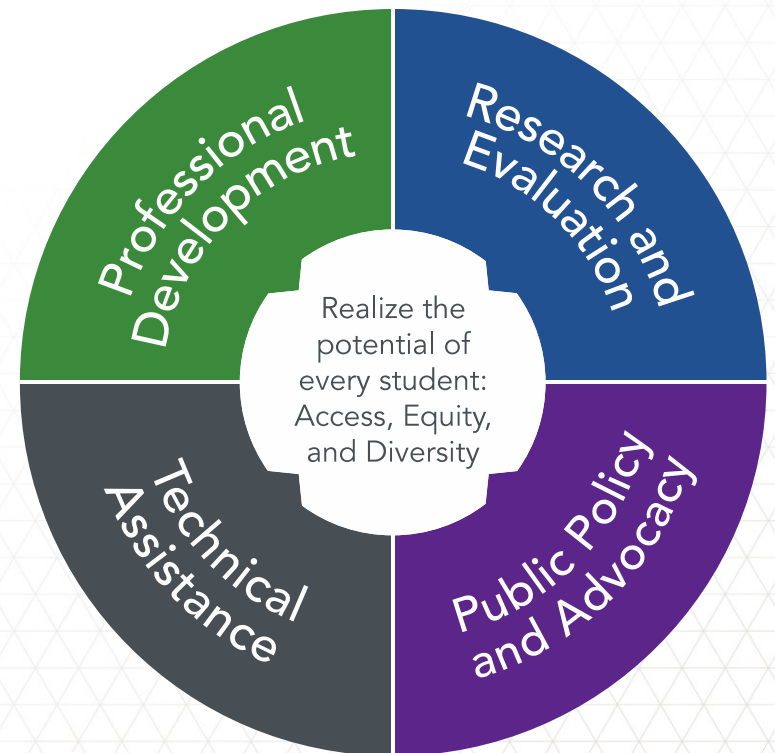 Professional
Development
Research and
Evaluation
Realize the
potential of
every student:
Access, Equity,
and Diversity
Technical
Assistance
Public Policy
and Advocacy